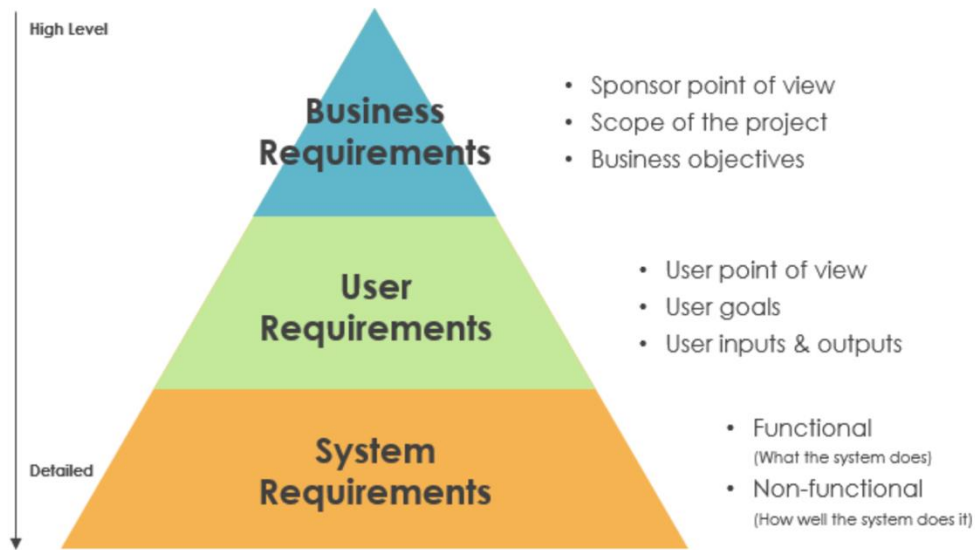 High Level
Business
Requirements
• Sponsor point of view
• Scope of the project
• Business objectives
User
Requirements
• User point of view
• User goals
• User inputs & outputs
Detailed
System
Requirements
• Functional
(What the system does)
• Non-functional
(How well the system does it)